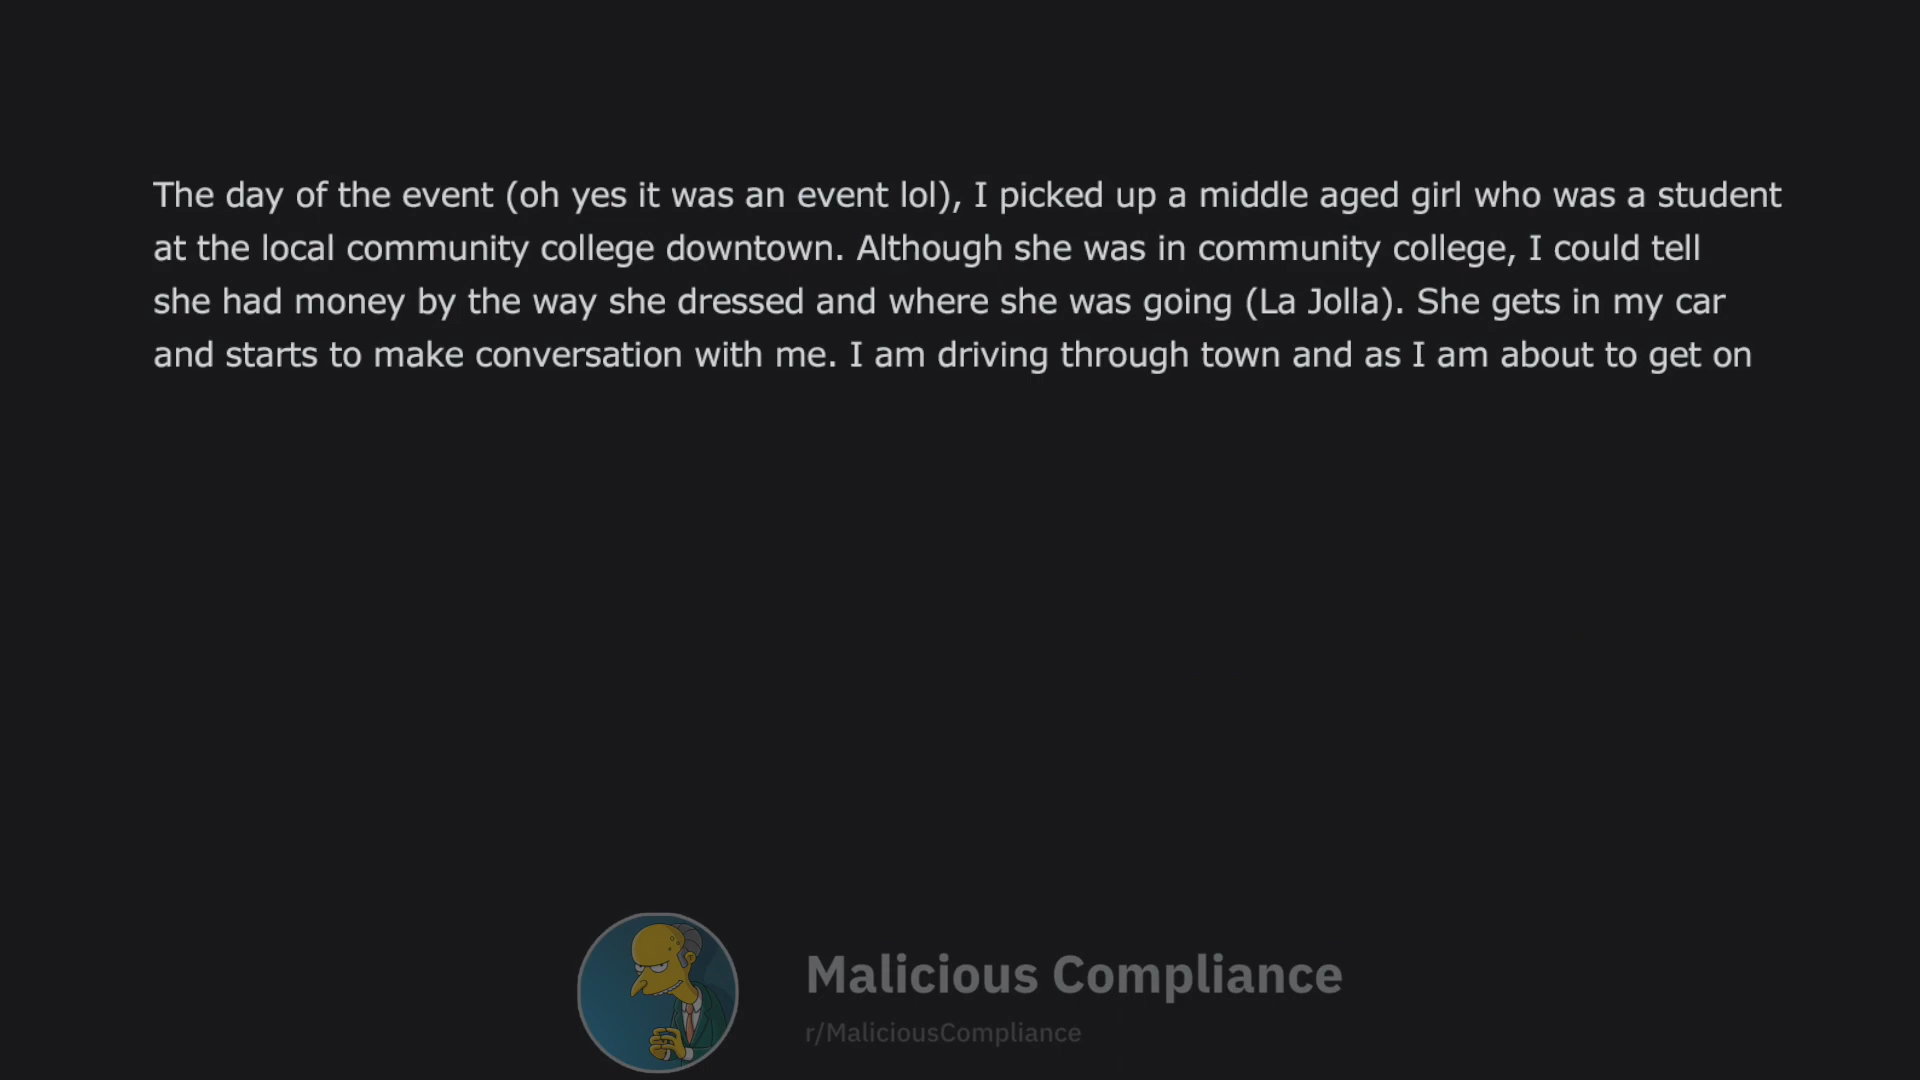 The day of the event (oh yes it was an event lol), I picked up a middle aged girl who was a student
at the local community college downtown. Although she was in community college, I could tell
she had money by the way she dressed and where she was going (La Jolla). She gets in my car
and starts to make conversation with me. I am driving through town and as I am about to get on
Malicious Compliance
r/MaliciousCompliance